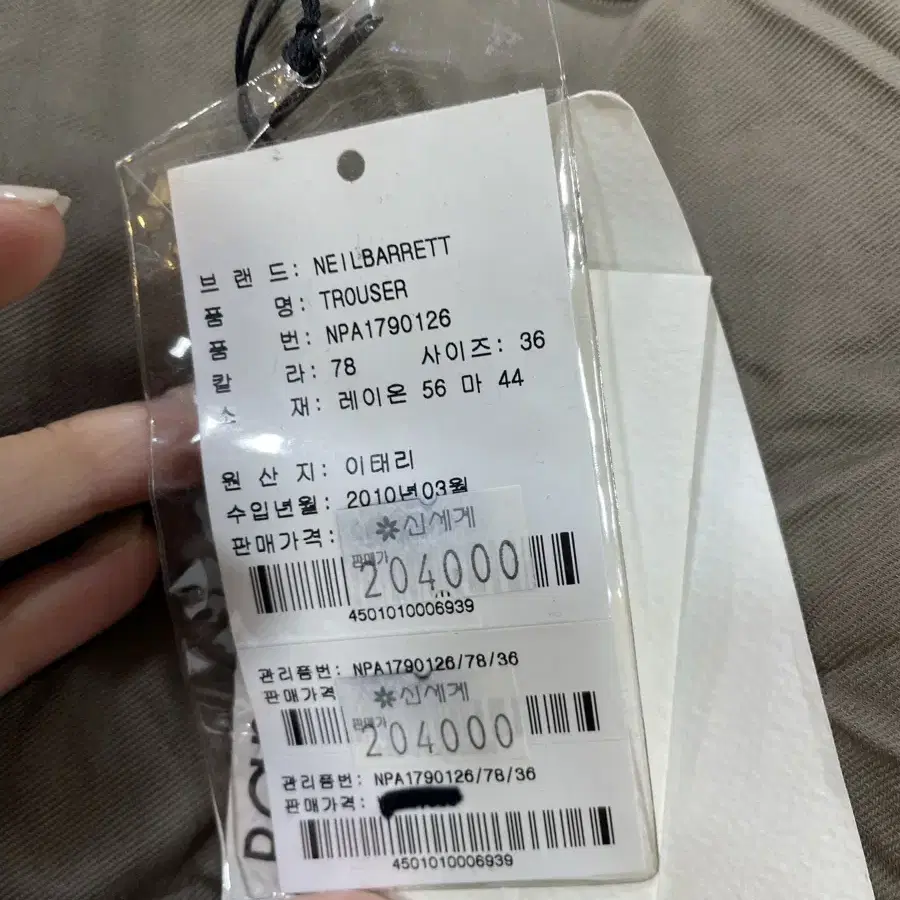 브 랜 드: NEILBARRETT
품 명: TROUSER
품 번: NPA1790126
칼 라: 78 사이즈: 36
소 재: 레이온 56 마 44
원 산 지: 이태리
수입년월: 2010년03월
판매가격:
신세계
판매가
204000
4501010006939
관리품번: NPA1790126/78/36
판매가격
신세계
판매가
204000
관리품번: NPA1790126/78/36
판매가격:
4501010006939